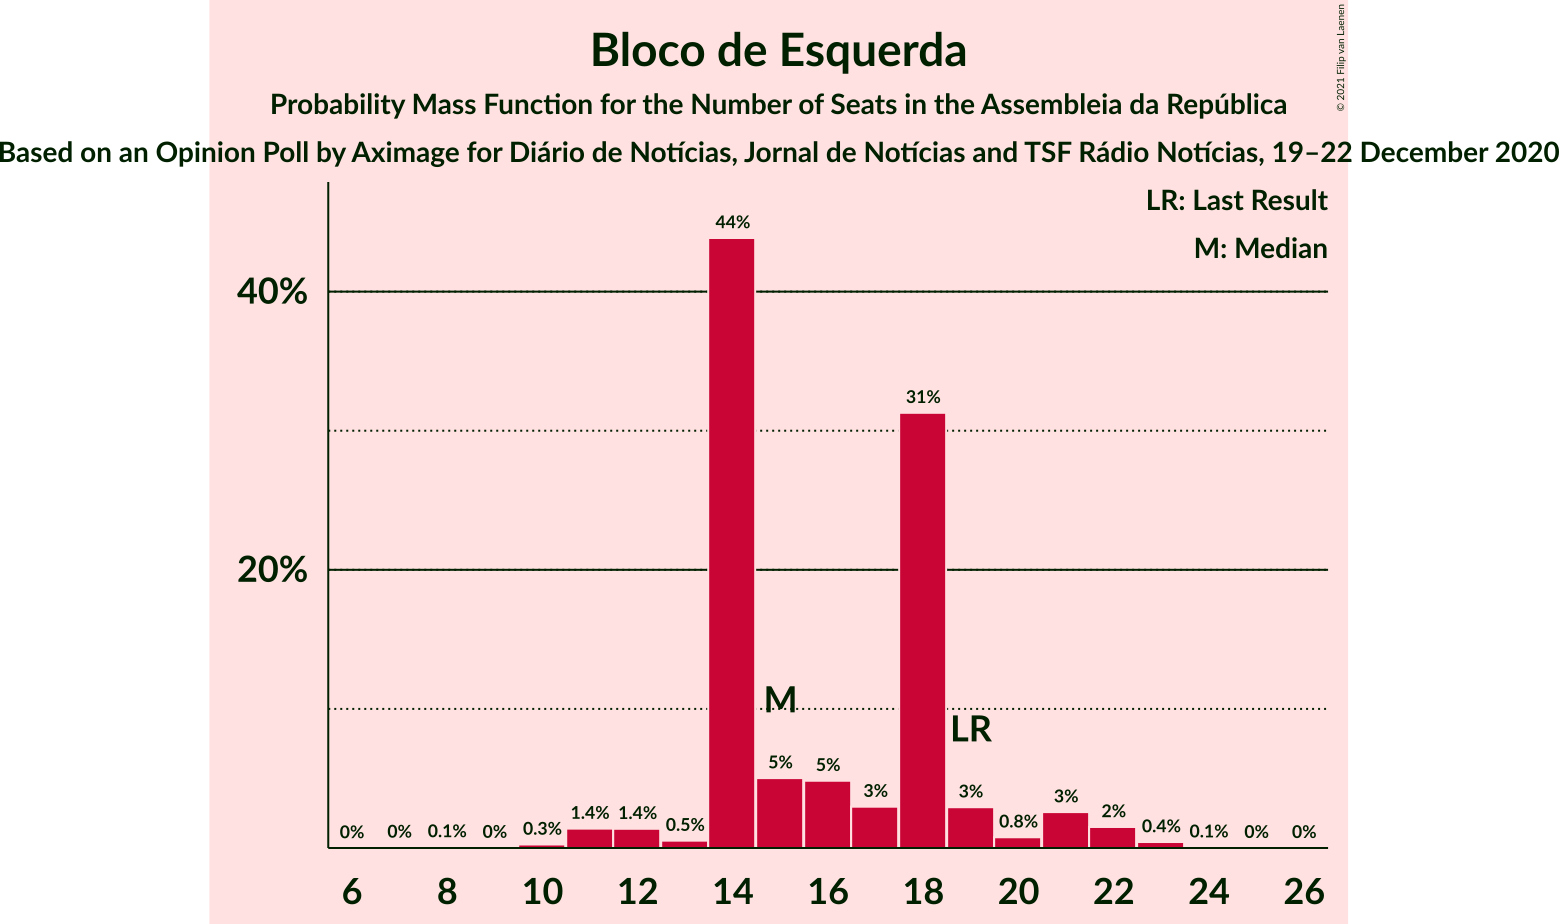 Bloco de Esquerda
Probability Mass Function for the Number of Seats in the Assembleia da República
Based on an Opinion Poll by Aximage for Diário de Notícias, Jornal de Notícias and TSF Rádio Notícias, 19–22 December 2020
© 2021 Filip van Laenen
LR: Last Result
M: Median
44%
40%
31%
20%
M
LR
5%
5%
3%
3%
3%
2%
1.4%
1.4%
0.5%
0.8%
0.4%
0%
0%
0.1%
0%
0.3%
0.1%
0%
0%
6 8 10 12 14 16 18 20 22 24 26